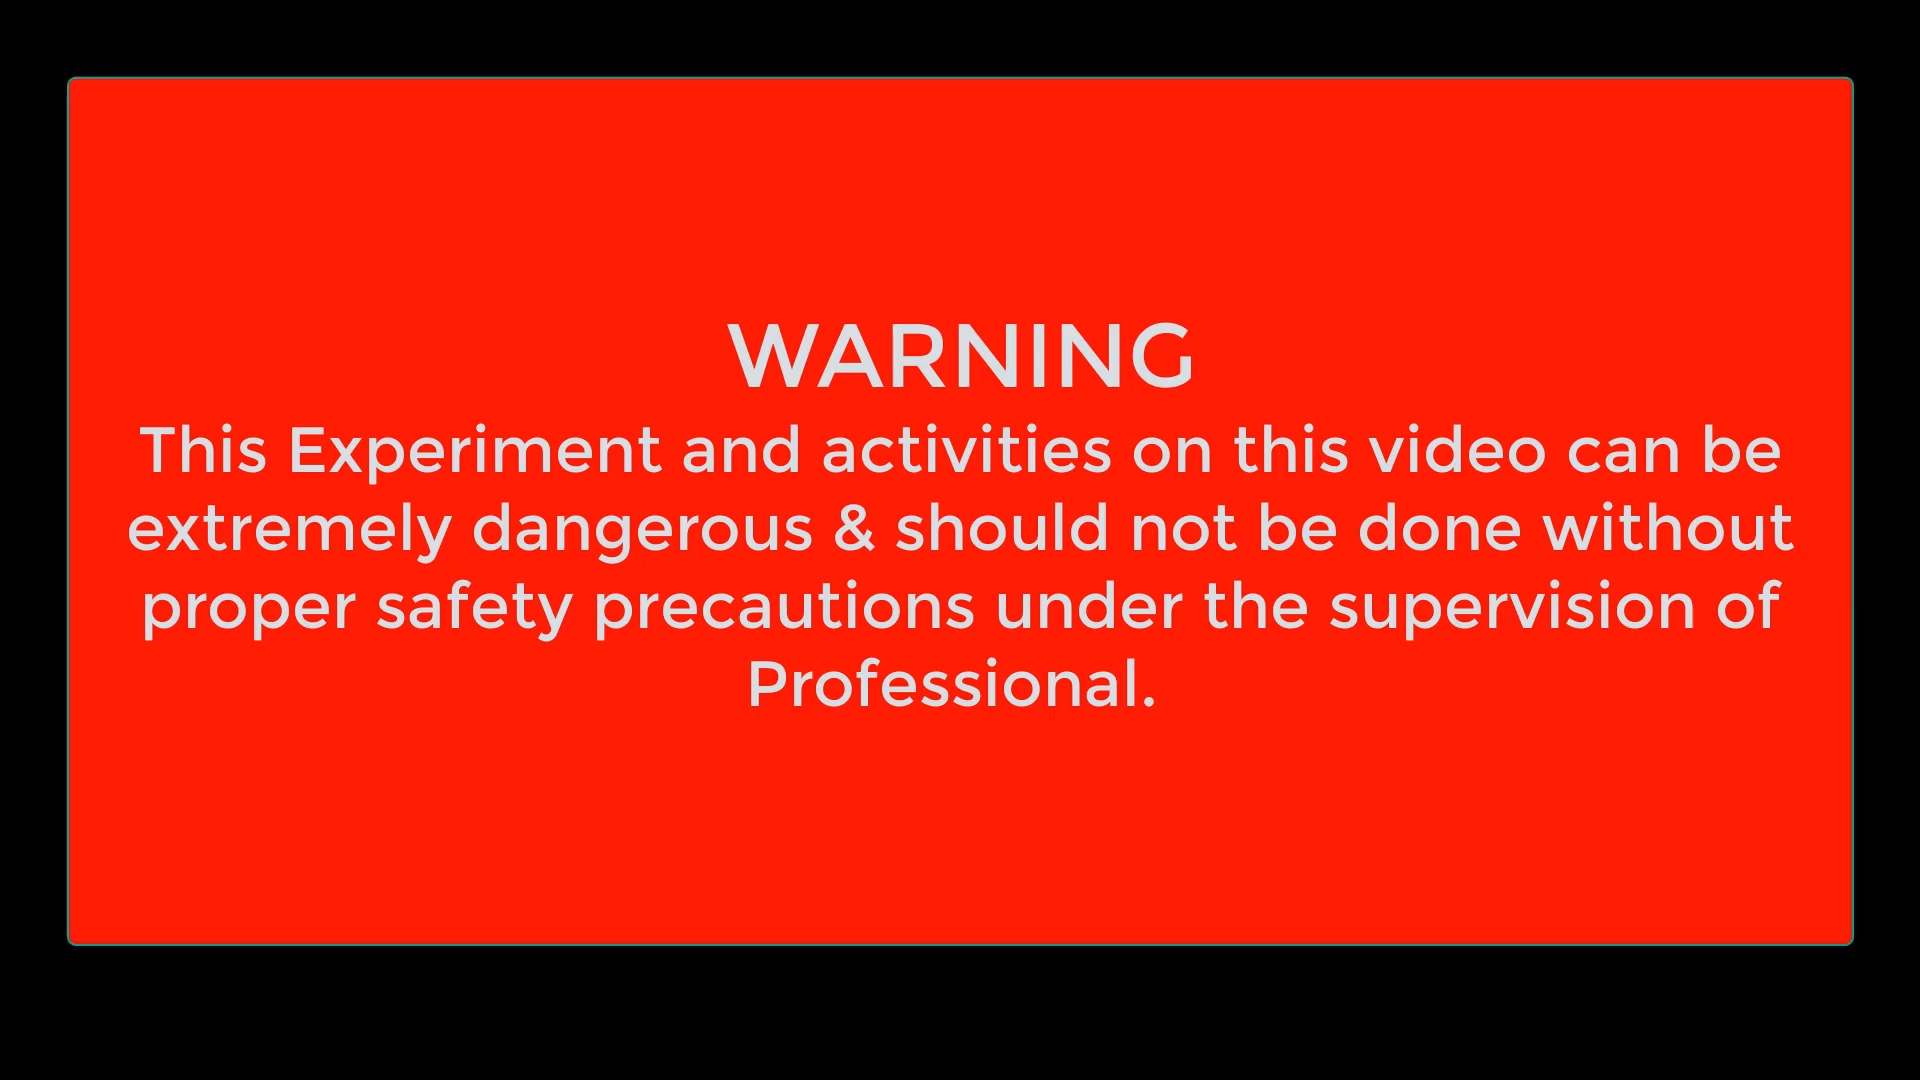 WARNING
This Experiment and activities on this video can be
extremely dangerous & should not be done without
proper safety precautions under the supervision of
Professional.